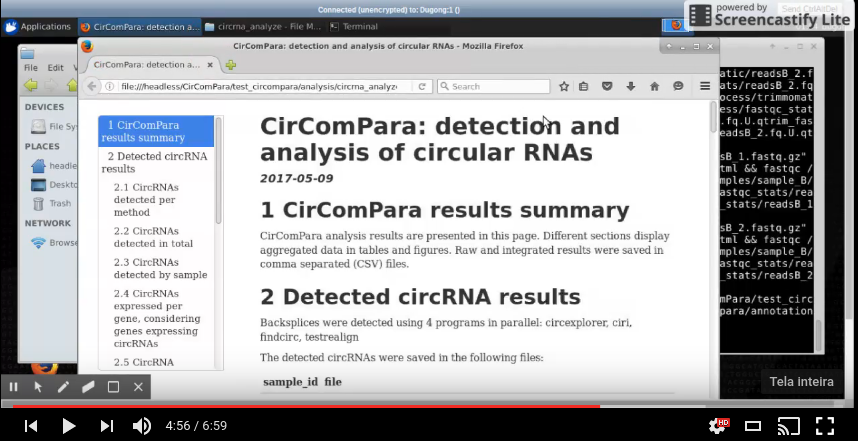 Connected (unencrypted) to: Dugong:1 ()
Send CtrlAltDel
powered by
Screencastify Lite
Applications
CirComPara: detection a...
circrna_analyze - File M...
Terminal
CirComPara: detection and analysis of circular RNAs - Mozilla Firefox
File Edit
CirComPara: detection a...
file:///headless/CirComPara/test_circompara/analysis/circrna_analyze
Search
DEVICES
File Sy
PLACES
headle
Deskto
Trash
NETWORK
Browse
1 CirComPara
results summary
2 Detected circRNA
results
2.1 CircRNAs
detected per
method
2.2 CircRNAs
detected in total
2.3 CircRNAs
detected by sample
2.4 CircRNAs
expressed per
gene, considering
genes expressing
circRNAs
2.5 CircRNA
CirComPara: detection and
analysis of circular RNAs
2017-05-09
1 CirComPara results summary
CirComPara analysis results are presented in this page. Different sections display
aggregated data in tables and figures. Raw and integrated results were saved in
comma separated (CSV) files.
2 Detected circRNA results
Backsplices were detected using 4 programs in parallel: circexplorer, ciri,
findcirc, testrealign
The detected circRNAs were saved in the following files:
sample_id file
atic/readsB_2.f
ats/readsB_2.fq
ocess/trimmomat
ess/fastqc_stat
.fq.U.qtrim_fas
eadsB_2.fq.U.qt
sB_1.fastq.gz"
tml && fastqc /
mples/sample_B/
astqc_stats/rea
_stats/readsB_1
sB_2.fastq.gz"
tml && fastqc /
mples/sample_B/
astqc_stats/rea
_stats/readsB_2
mPara/test_circ
para/annotation
Tela inteira
4:56 / 6:59
HD